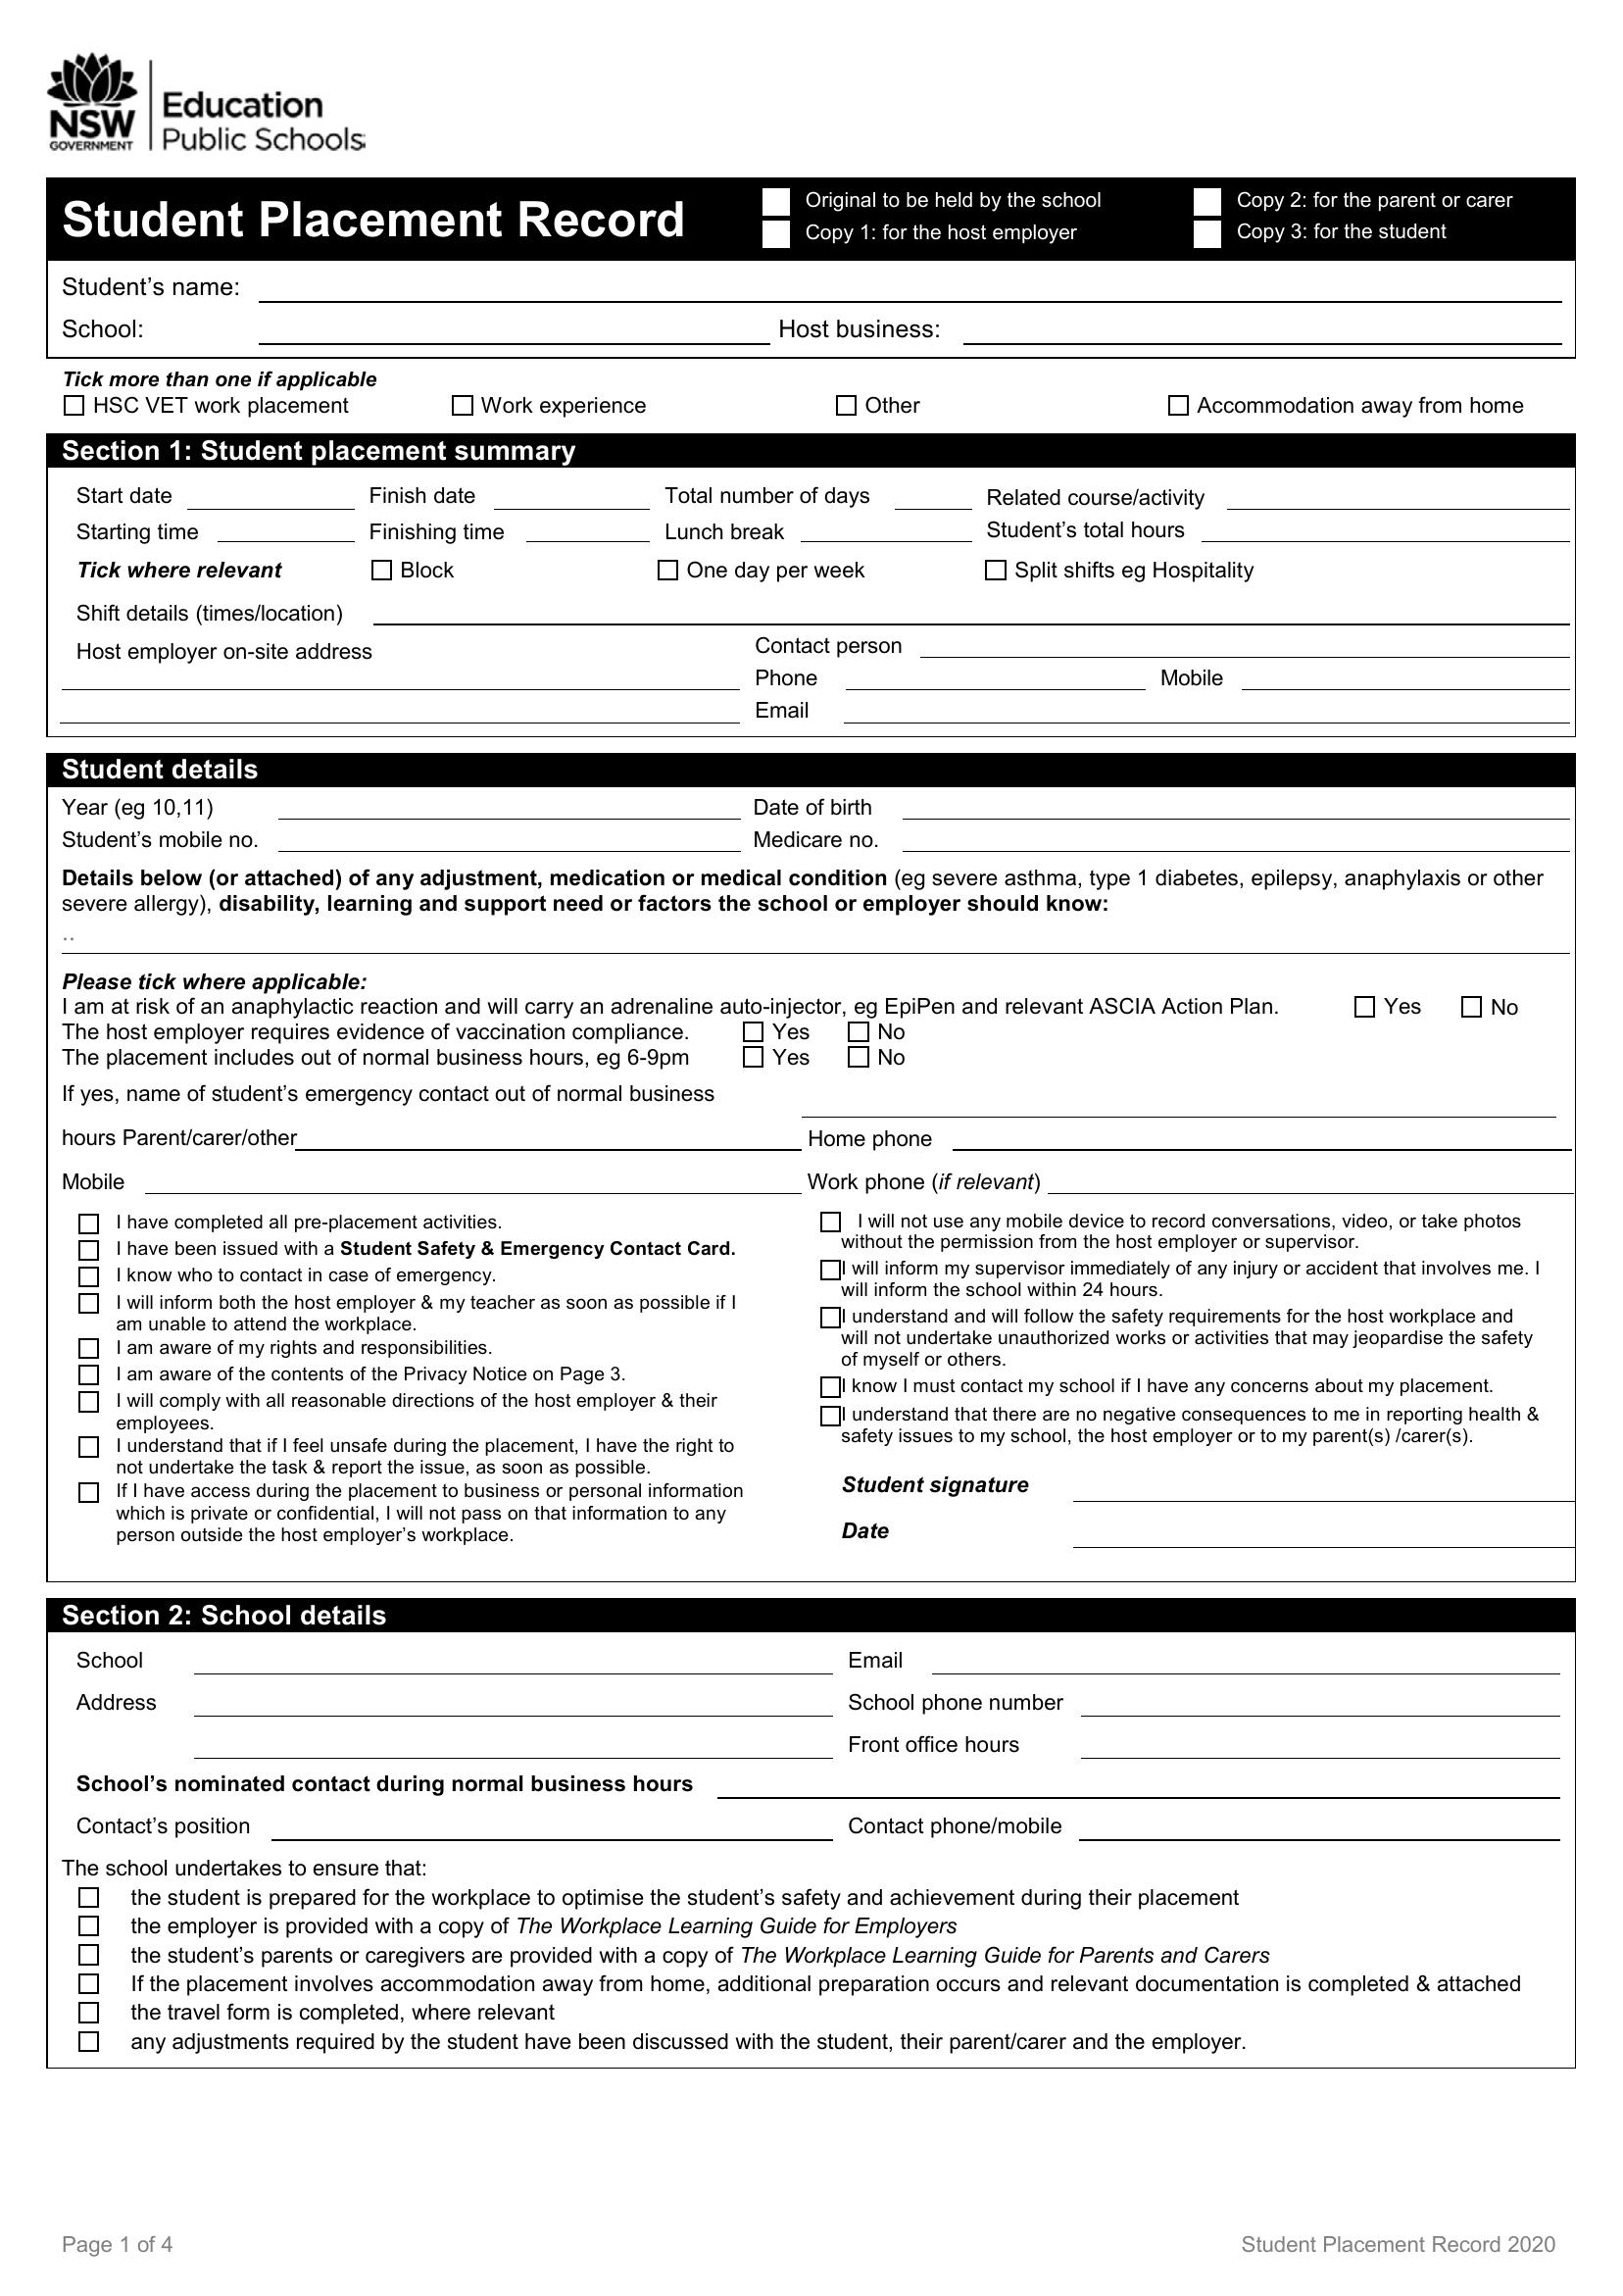 NSW
GOVERNMENT
Education
Public Schools
Student Placement Record
Original to be held by the school
Copy 2: for the parent or carer
Copy 1: for the host employer
Copy 3: for the student
Student’s name:
School: Host business:
Tick more than one if applicable
HSC VET work placement Work experience Other Accommodation away from home
Section 1: Student placement summary
Start date Finish date Total number of days Related course/activity
Starting time Finishing time Lunch break Student’s total hours
Tick where relevant Block One day per week Split shifts eg Hospitality
Shift details (times/location)
Host employer on-site address
Contact person
Phone Mobile
Email
Student details
Year (eg 10,11) Date of birth
Student’s mobile no. Medicare no.
Details below (or attached) of any adjustment, medication or medical condition (eg severe asthma, type 1 diabetes, epilepsy, anaphylaxis or other
severe allergy), disability, learning and support need or factors the school or employer should know:
..
Please tick where applicable:
I am at risk of an anaphylactic reaction and will carry an adrenaline auto-injector, eg EpiPen and relevant ASCIA Action Plan. Yes No
The host employer requires evidence of vaccination compliance. Yes No
The placement includes out of normal business hours, eg 6-9pm Yes No
If yes, name of student’s emergency contact out of normal business
hours Parent/carer/other Home phone
Mobile Work phone (if relevant)
I have completed all pre-placement activities.
I have been issued with a Student Safety & Emergency Contact Card.
I know who to contact in case of emergency.
I will inform both the host employer & my teacher as soon as possible if I
am unable to attend the workplace.
I am aware of my rights and responsibilities.
I am aware of the contents of the Privacy Notice on Page 3.
I will comply with all reasonable directions of the host employer & their
employees.
I understand that if I feel unsafe during the placement, I have the right to
not undertake the task & report the issue, as soon as possible.
If I have access during the placement to business or personal information
which is private or confidential, I will not pass on that information to any
person outside the host employer’s workplace.
I will not use any mobile device to record conversations, video, or take photos
without the permission from the host employer or supervisor.
I will inform my supervisor immediately of any injury or accident that involves me. I
will inform the school within 24 hours.
I understand and will follow the safety requirements for the host workplace and
will not undertake unauthorized works or activities that may jeopardise the safety
of myself or others.
I know I must contact my school if I have any concerns about my placement.
I understand that there are no negative consequences to me in reporting health &
safety issues to my school, the host employer or to my parent(s) /carer(s).
Student signature
Date
Section 2: School details
School Email
Address School phone number
Front office hours
School’s nominated contact during normal business hours
Contact’s position Contact phone/mobile
The school undertakes to ensure that:
the student is prepared for the workplace to optimise the student’s safety and achievement during their placement
the employer is provided with a copy of The Workplace Learning Guide for Employers
the student’s parents or caregivers are provided with a copy of The Workplace Learning Guide for Parents and Carers
If the placement involves accommodation away from home, additional preparation occurs and relevant documentation is completed & attached
the travel form is completed, where relevant
any adjustments required by the student have been discussed with the student, their parent/carer and the employer.
Page 1 of 4 Student Placement Record 2020